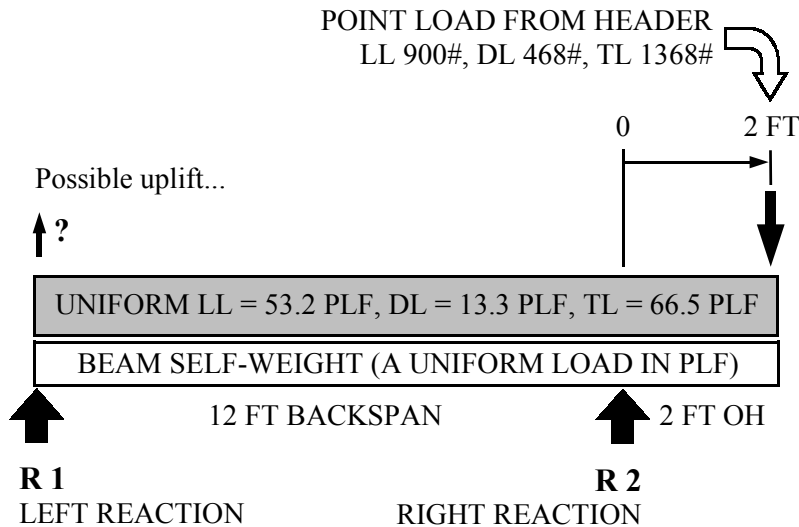 POINT LOAD FROM HEADER
LL 900#, DL 468#, TL 1368#
0 2 FT
Possible uplift...
?
UNIFORM LL = 53.2 PLF, DL = 13.3 PLF, TL = 66.5 PLF
BEAM SELF-WEIGHT (A UNIFORM LOAD IN PLF)
12 FT BACKSPAN 2 FT OH
R 1 R 2
LEFT REACTION RIGHT REACTION